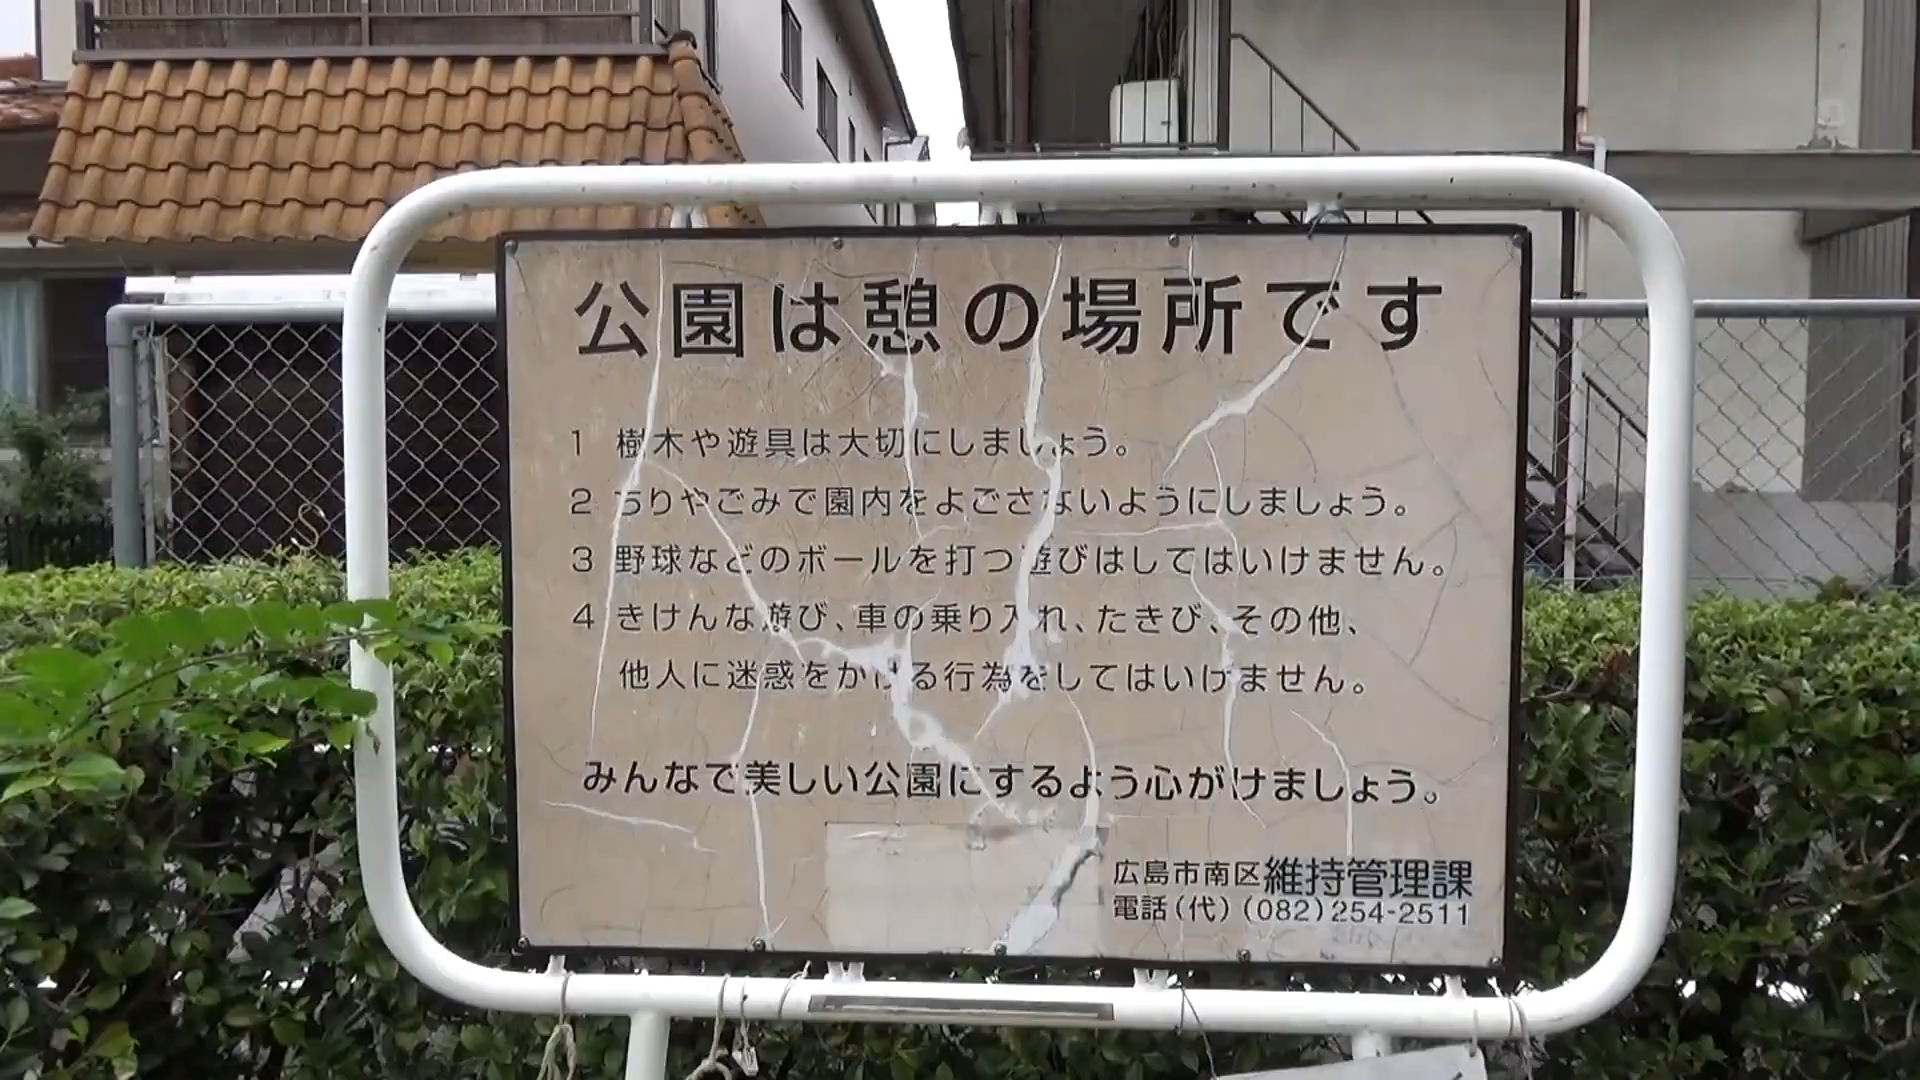 公園は憩の場所です
1 樹木や遊具は大切にしましょう。
2 ちりやごみで園内をよごさないようにしましょう。
3 野球などのボールを打つ遊びはしてはいけません。
4 きけんな遊び、車の乗り入れ、たきび、その他、
他人に迷惑をかける行為をしてはいけません。
みんなで美しい公園にするよう心がけましょう。
広島市南区維持管理課
電話(代) (082)254-2511